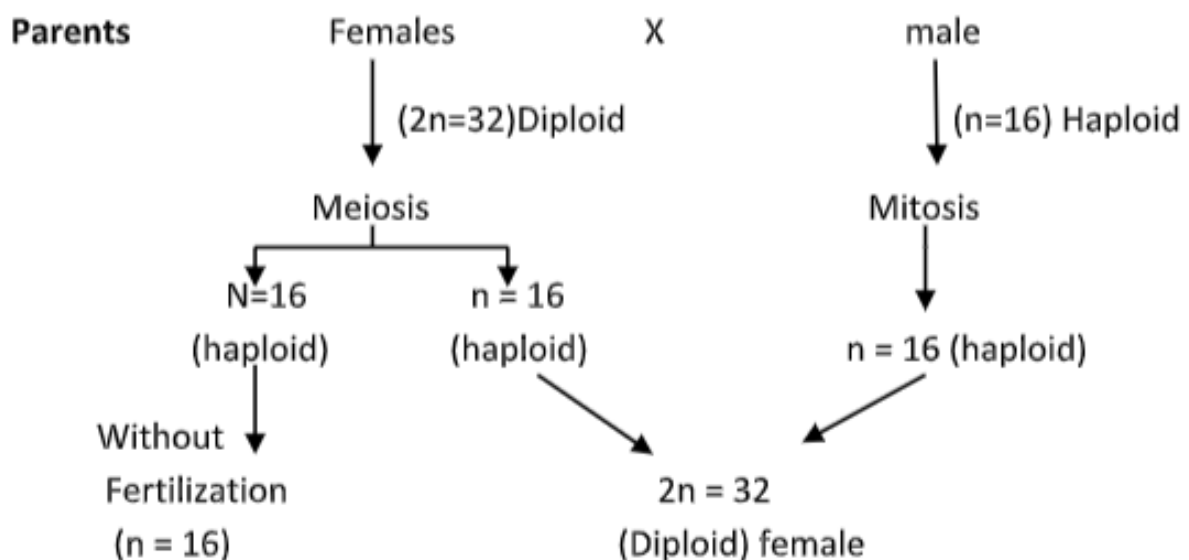 Parents Females X male
(2n=32)Diploid (n=16) Haploid
Meiosis Mitosis
N=16 n = 16
(haploid) (haploid) n = 16 (haploid)
Without
Fertilization 2n = 32
(n = 16) (Diploid) female